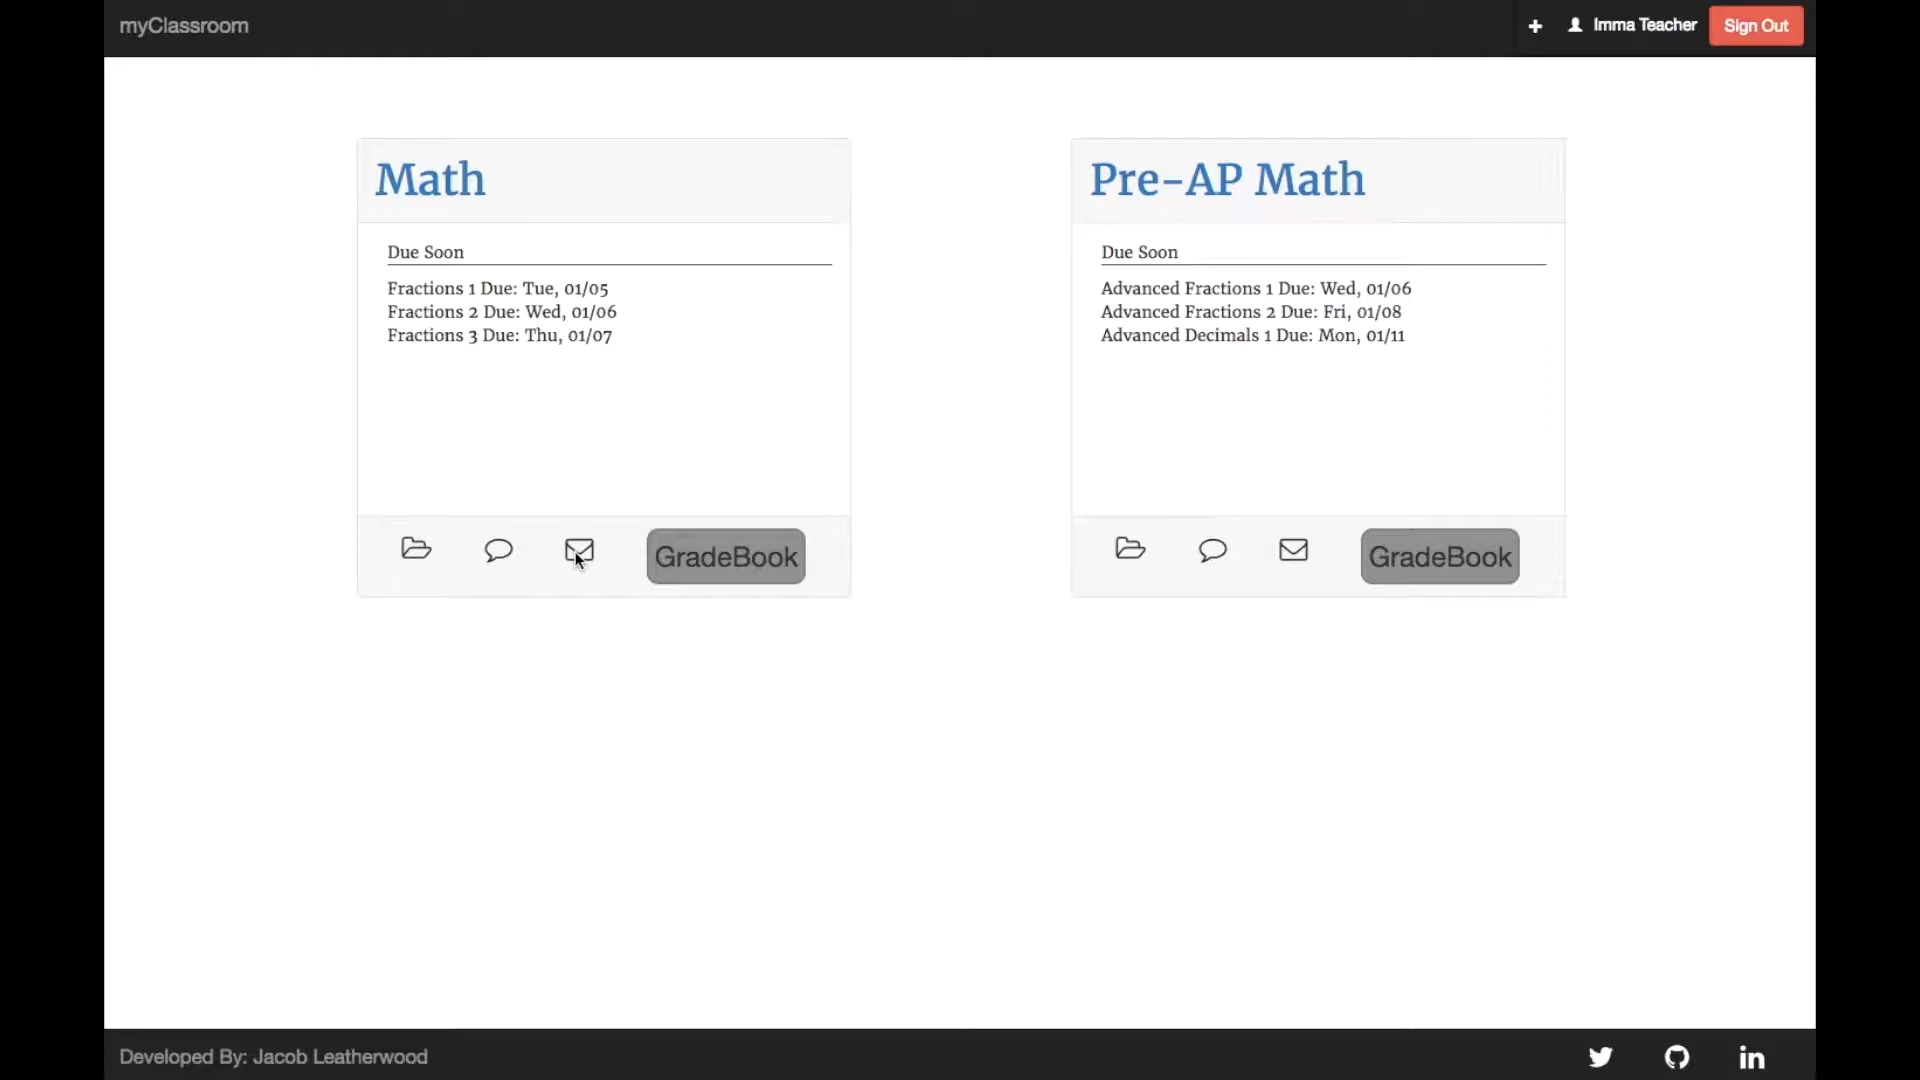 myClassroom
Imma Teacher
Sign Out
Math
Due Soon
Fractions 1 Due: Tue, 01/05
Fractions 2 Due: Wed, 01/06
Fractions 3 Due: Thu, 01/07
GradeBook
Pre-AP Math
Due Soon
Advanced Fractions 1 Due: Wed, 01/06
Advanced Fractions 2 Due: Fri, 01/08
Advanced Decimals 1 Due: Mon, 01/11
GradeBook
Developed By: Jacob Leatherwood